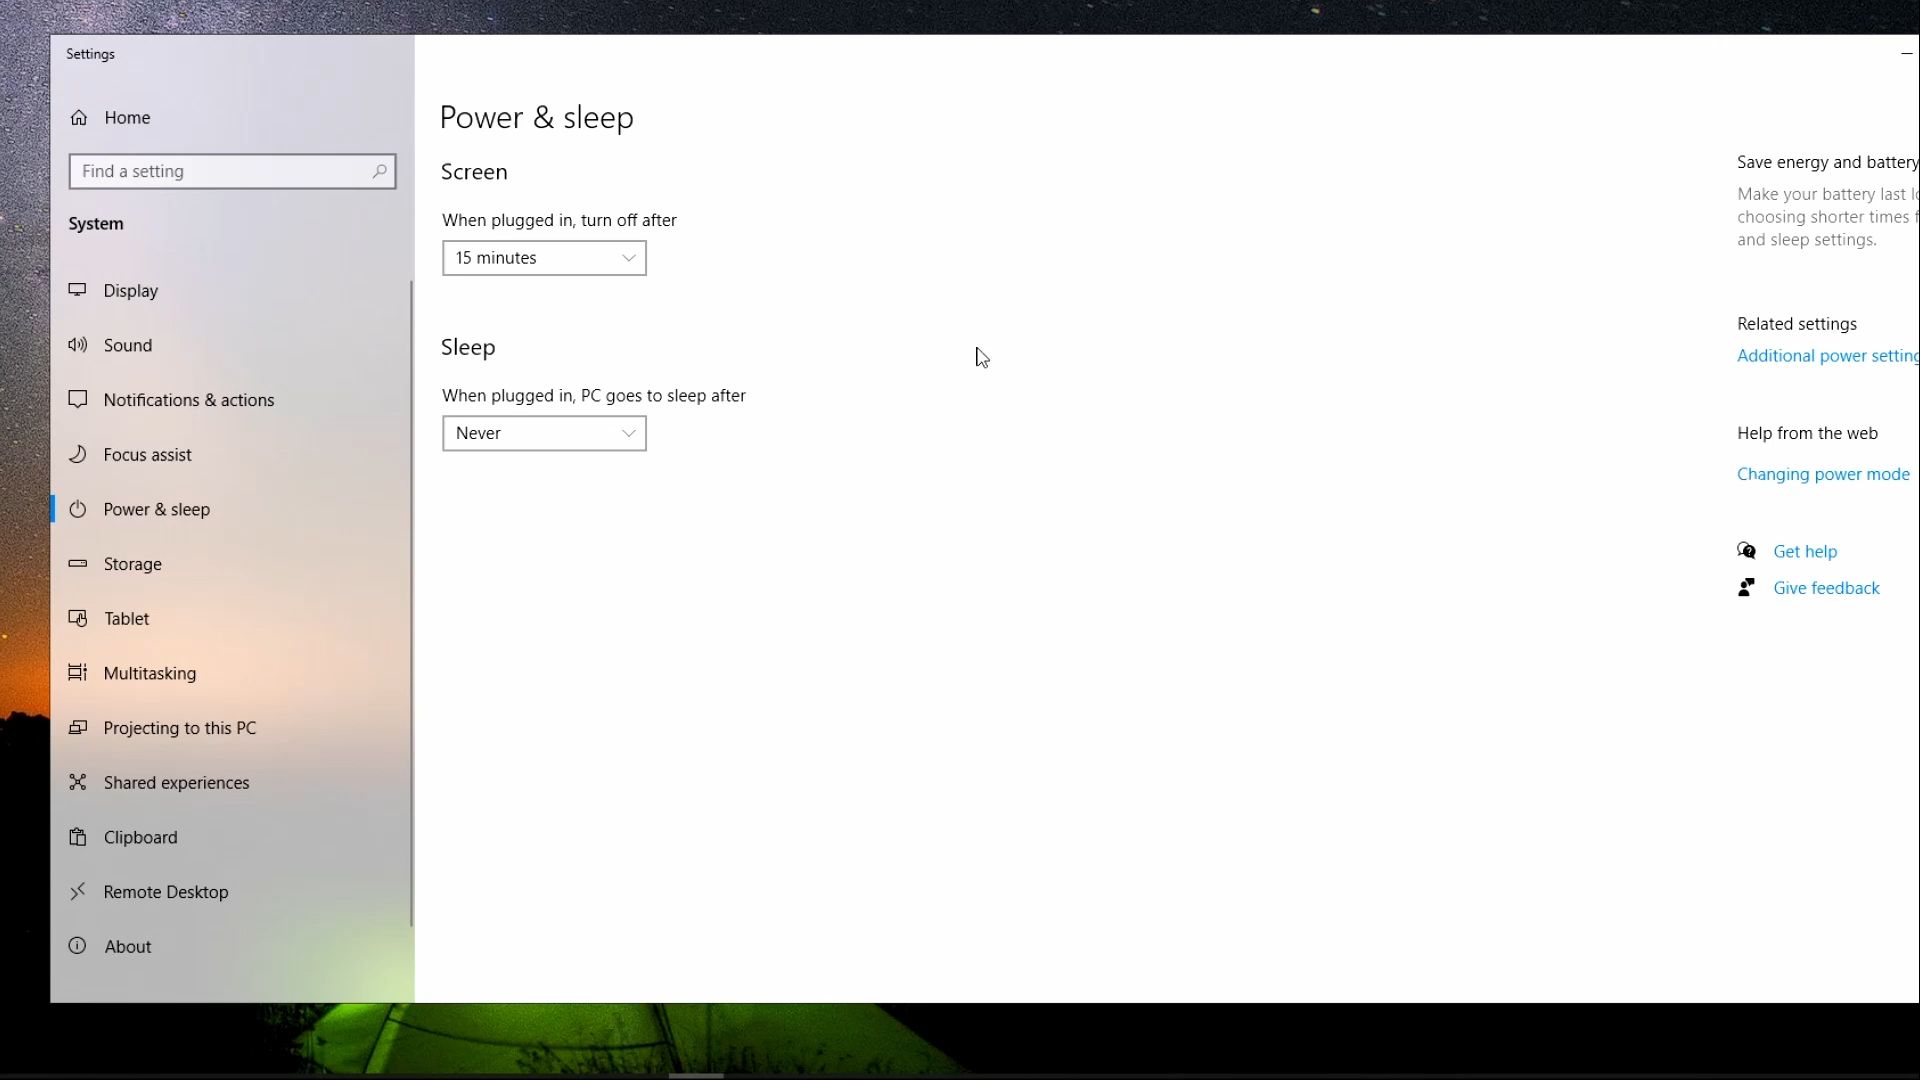 Settings
Home
Find a setting
System
Display
Sound
Notifications & actions
Focus assist
Power & sleep
Storage
Tablet
Multitasking
Projecting to this PC
Shared experiences
Clipboard
Remote Desktop
About
Power & sleep
Screen
When plugged in, turn off after
15 minutes
Sleep
When plugged in, PC goes to sleep after
Never
Save energy and battery
Make your battery last lo
choosing shorter times f
and sleep settings.
Related settings
Additional power setting
Help from the web
Changing power mode
Get help
Give feedback